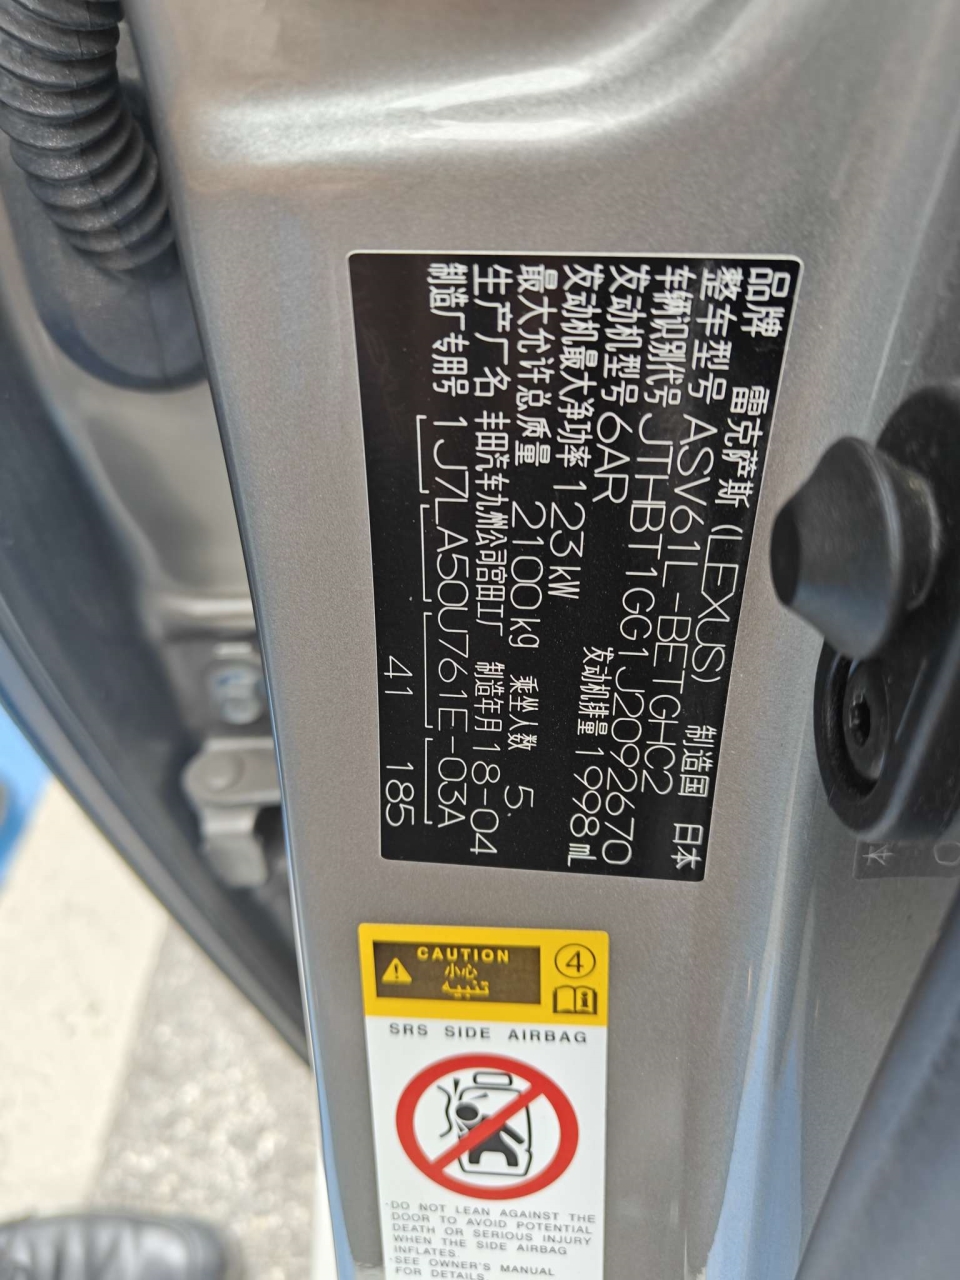 品牌 雷克萨斯 (LEXUS) 制造国 日本
整车型号 ASV61L-BETGHC2
车辆识别代号 JTHBT1GG1J2092670
发动机型号 6AR 发动机排量 1998 mL
发动机最大净功率 123 kW
最大允许总质量 2100 kg 乘坐人数 5
生产厂名 丰田汽车九州公司宫田工厂 制造年月 18-04
制造厂专用号 1J7LA50U761E-03A
41 185
CAUTION
小心
تنبيه
4
SRS SIDE AIRBAG
·DO NOT LEAN AGAINST THE
DOOR TO AVOID POTENTIAL
DEATH OR SERIOUS INJURY
WHEN THE SIDE AIRBAG
INFLATES.
·SEE OWNER'S MANUAL
FOR DETAILS.